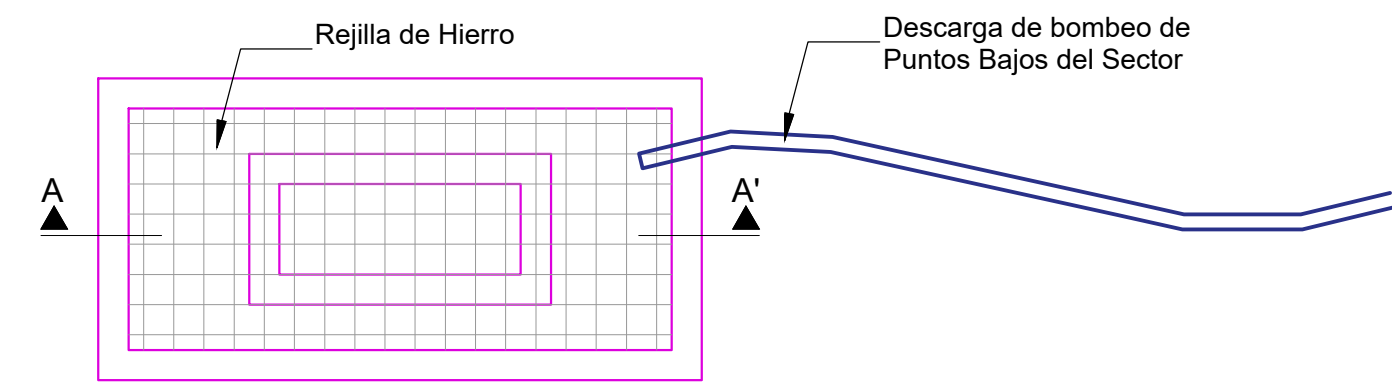 Rejilla de Hierro
Descarga de bombeo de
Puntos Bajos del Sector
A
A'